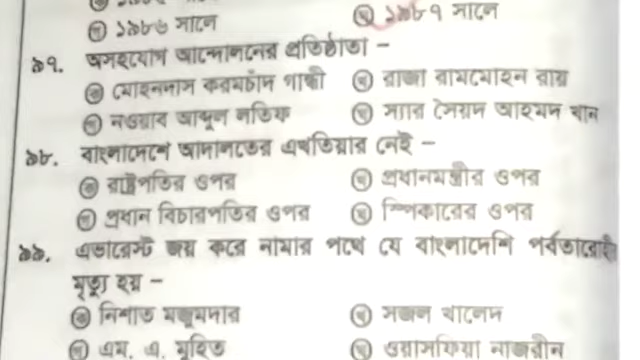 গ ১৯৮৬ সালে ঘ ১৯৮৭ সালে
৯৭. অসহযোগ আন্দোলনের প্রতিষ্ঠাতা –
ক মোহনদাস করমচাঁদ গান্ধী খ রাজা রামমোহন রায়
গ নওয়াব আব্দুল লতিফ ঘ স্যার সৈয়দ আহমদ খান
৯৮. বাংলাদেশে আদালতের এখতিয়ার নেই –
ক রাষ্ট্রপতির ওপর খ প্রধানমন্ত্রীর ওপর
গ প্রধান বিচারপতির ওপর ঘ স্পিকারের ওপর
৯৯. এভারেস্ট জয় করে নামার পথে যে বাংলাদেশি পর্বতারোহী
মৃত্যু হয় –
ক নিশাত মজুমদার খ সজল খালেদ
গ এম. এ. মুহিত ঘ ওয়াসফিয়া নাজরীন